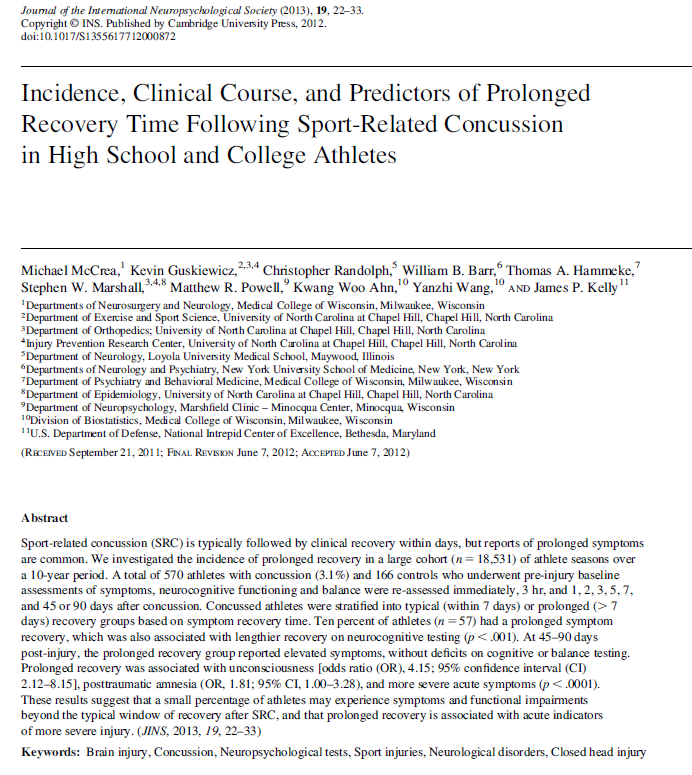 Journal of the International Neuropsychological Society (2013), 19, 22–33.
Copyright © INS. Published by Cambridge University Press, 2012.
doi:10.1017/S1355617712000872
Incidence, Clinical Course, and Predictors of Prolonged
Recovery Time Following Sport-Related Concussion
in High School and College Athletes
Michael McCrea,1 Kevin Guskiewicz,2,3,4 Christopher Randolph,5 William B. Barr,6 Thomas A. Hammeke,7
Stephen W. Marshall,3,4,8 Matthew R. Powell,9 Kwang Woo Ahn,10 Yanzhi Wang,10 AND James P. Kelly11
1Departments of Neurosurgery and Neurology, Medical College of Wisconsin, Milwaukee, Wisconsin
2Department of Exercise and Sport Science, University of North Carolina at Chapel Hill, Chapel Hill, North Carolina
3Department of Orthopedics; University of North Carolina at Chapel Hill, Chapel Hill, North Carolina
4Injury Prevention Research Center, University of North Carolina at Chapel Hill, Chapel Hill, North Carolina
5Department of Neurology, Loyola University Medical School, Maywood, Illinois
6Departments of Neurology and Psychiatry, New York University School of Medicine, New York, New York
7Department of Psychiatry and Behavioral Medicine, Medical College of Wisconsin, Milwaukee, Wisconsin
8Department of Epidemiology, University of North Carolina at Chapel Hill, Chapel Hill, North Carolina
9Department of Neuropsychology, Marshfield Clinic – Minocqua Center, Minocqua, Wisconsin
10Division of Biostatistics, Medical College of Wisconsin, Milwaukee, Wisconsin
11U.S. Department of Defense, National Intrepid Center of Excellence, Bethesda, Maryland
(RECEIVED September 21, 2011; FINAL REVISION June 7, 2012; ACCEPTED June 7, 2012)
Abstract
Sport-related concussion (SRC) is typically followed by clinical recovery within days, but reports of prolonged symptoms
are common. We investigated the incidence of prolonged recovery in a large cohort (n = 18,531) of athlete seasons over
a 10-year period. A total of 570 athletes with concussion (3.1%) and 166 controls who underwent pre-injury baseline
assessments of symptoms, neurocognitive functioning and balance were re-assessed immediately, 3 hr, and 1, 2, 3, 5, 7,
and 45 or 90 days after concussion. Concussed athletes were stratified into typical (within 7 days) or prolonged (> 7
days) recovery groups based on symptom recovery time. Ten percent of athletes (n = 57) had a prolonged symptom
recovery, which was also associated with lengthier recovery on neurocognitive testing (p < .001). At 45–90 days
post-injury, the prolonged recovery group reported elevated symptoms, without deficits on cognitive or balance testing.
Prolonged recovery was associated with unconsciousness [odds ratio (OR), 4.15; 95% confidence interval (CI)
2.12–8.15], posttraumatic amnesia (OR, 1.81; 95% CI, 1.00–3.28), and more severe acute symptoms (p < .0001).
These results suggest that a small percentage of athletes may experience symptoms and functional impairments
beyond the typical window of recovery after SRC, and that prolonged recovery is associated with acute indicators
of more severe injury. (JINS, 2013, 19, 22–33)
Keywords: Brain injury, Concussion, Neuropsychological tests, Sport injuries, Neurological disorders, Closed head injury